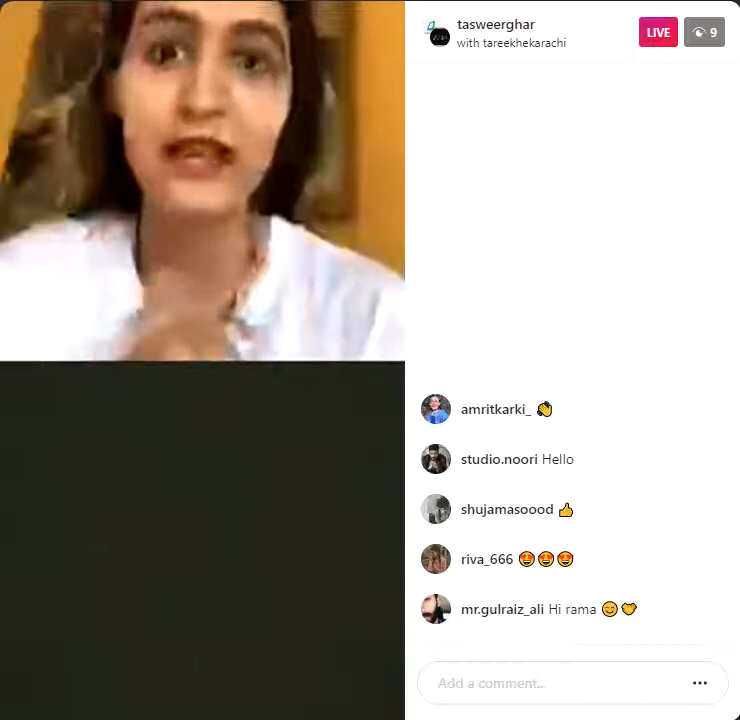 tasweerghar
with tareekhekarachi
LIVE
9
amritkarki_ 👏
studio.noori Hello
shujamasoood 👍
riva_666 🤩🤩🤩
mr.gulraiz_ali Hi rama 😊🤝
Add a comment...